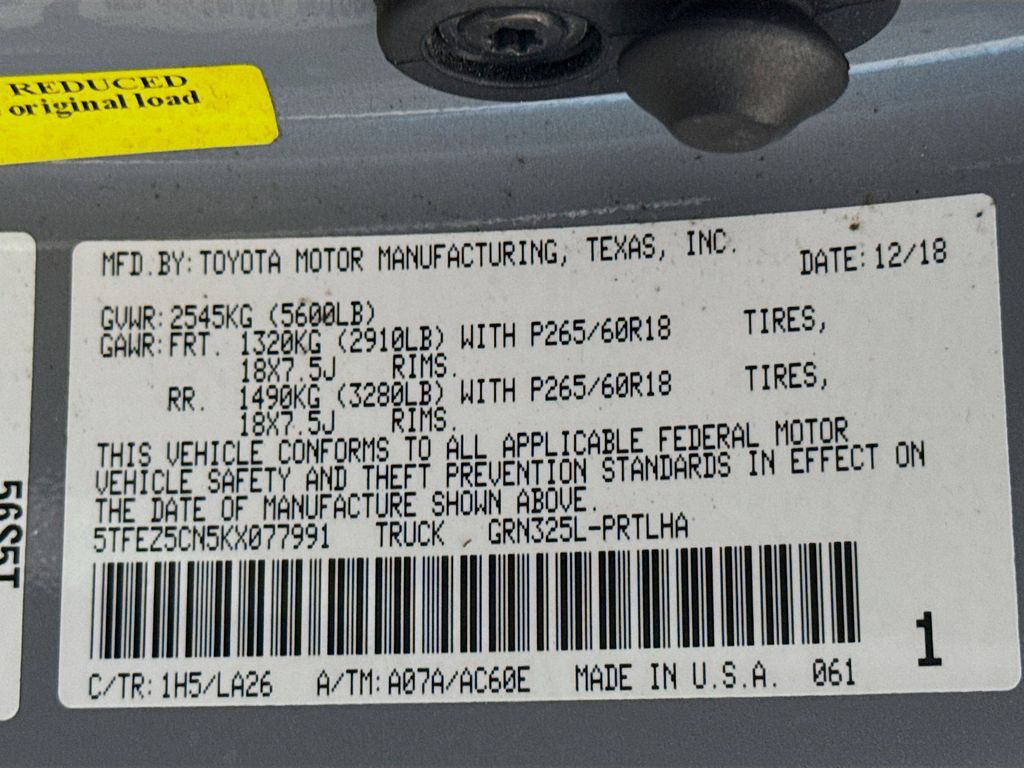 REDUCED
original load
MFD.BY: TOYOTA MOTOR MANUFACTURING, TEXAS, INC. DATE: 12/18
GVWR: 2545KG (5600LB)
GAWR: FRT. 1320KG (2910LB) WITH P265/60R18 TIRES,
18X7.5J RIMS.
RR. 1490KG (3280LB) WITH P265/60R18 TIRES,
18X7.5J RIMS.
THIS VEHICLE CONFORMS TO ALL APPLICABLE FEDERAL MOTOR
VEHICLE SAFETY AND THEFT PREVENTION STANDARDS IN EFFECT ON
THE DATE OF MANUFACTURE SHOWN ABOVE.
5TFEZ5CN5KX077991 TRUCK GRN325L-PRTLHA
C/TR: 1H5/LA26 A/TM: A07A/AC60E MADE IN U.S.A. 061 1